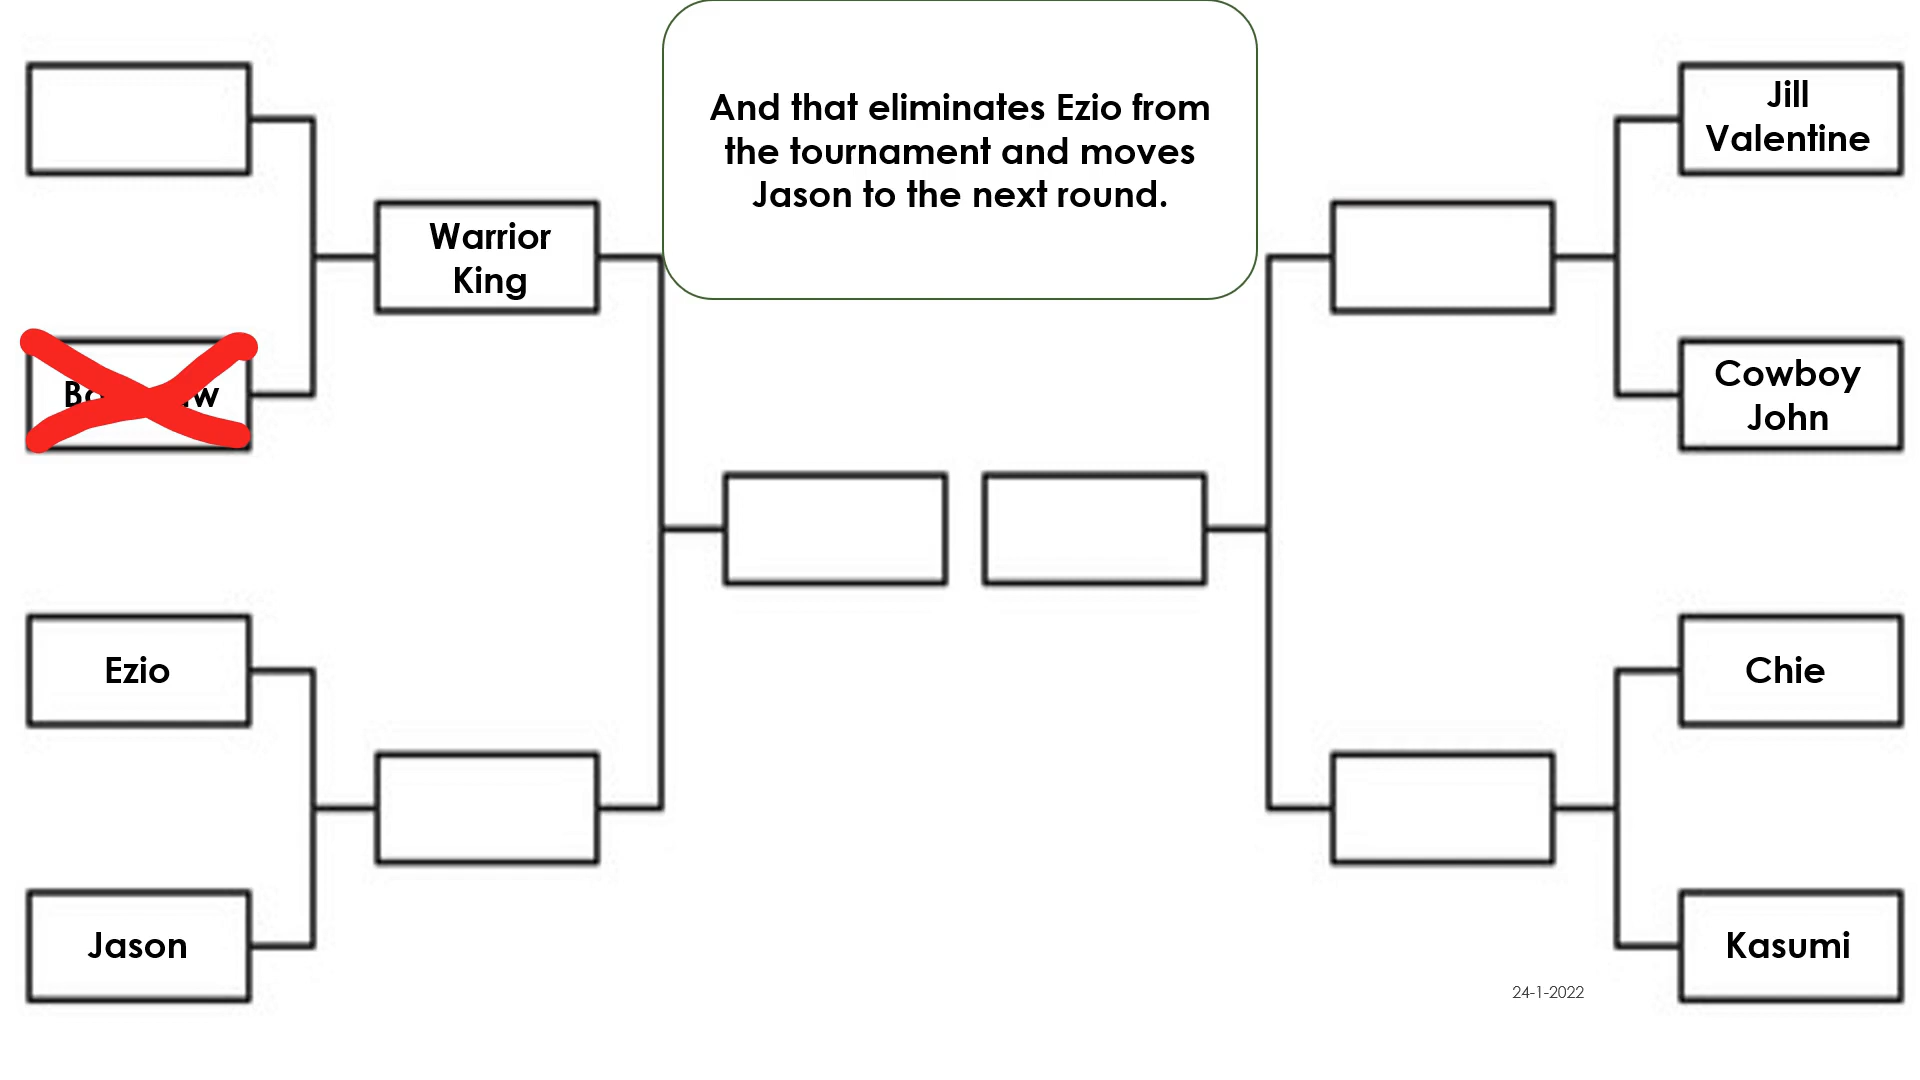 And that eliminates Ezio from
the tournament and moves
Jason to the next round.
Jill
Valentine
Warrior
King
Cowboy
John
Ezio
Chie
Jason
Kasumi
24-1-2022